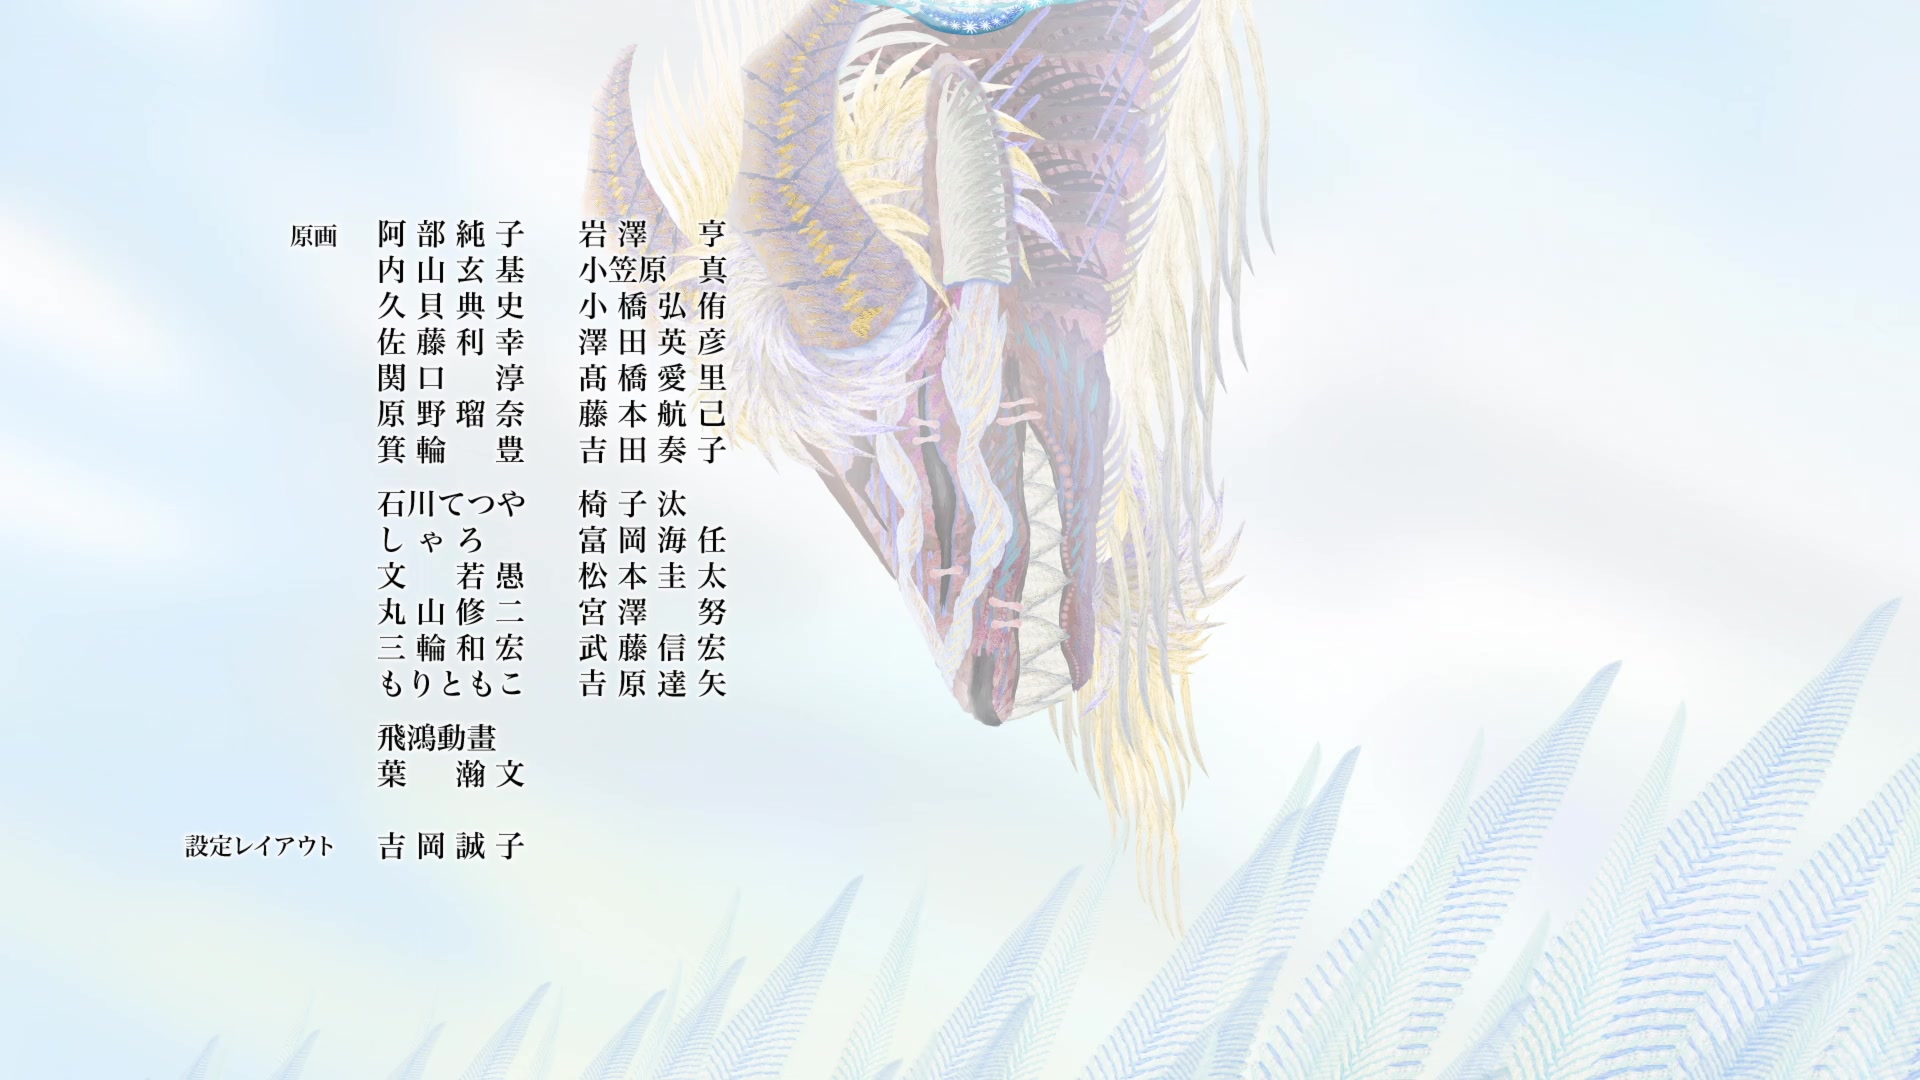 原画 阿部純子 岩澤亨
内山玄基 小笠原真
久貝典史 小橋弘侑
佐藤利幸 澤田英彦
関口淳 髙橋愛里
原野瑠奈 藤本航己
箕輪豊 吉田奏子
石川てつや 椅子汰
しゃろ 富岡海任
文若愚 松本圭太
丸山修二 宮澤努
三輪和宏 武藤信宏
もりともこ 𠮷原達矢
飛鴻動畫
葉瀚文
設定レイアウト 吉岡誠子